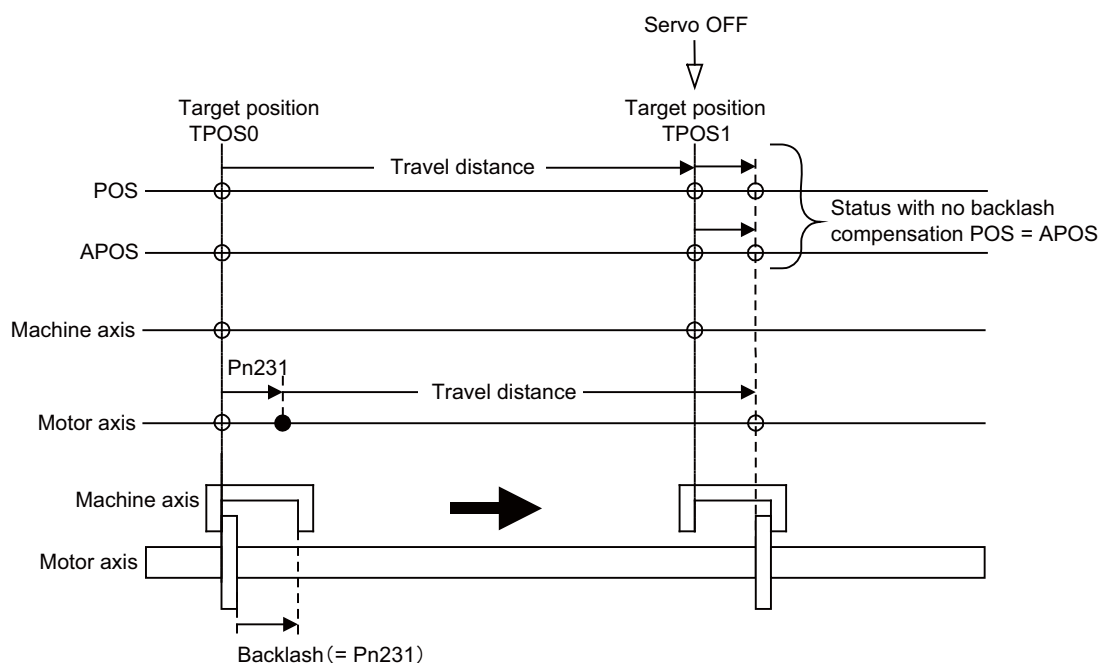 Servo OFF
Target position
TPOS0
Target position
TPOS1
Travel distance
POS
Status with no backlash
compensation POS = APOS
APOS
Machine axis
Pn231
Travel distance
Motor axis
Machine axis
Motor axis
Backlash（= Pn231）